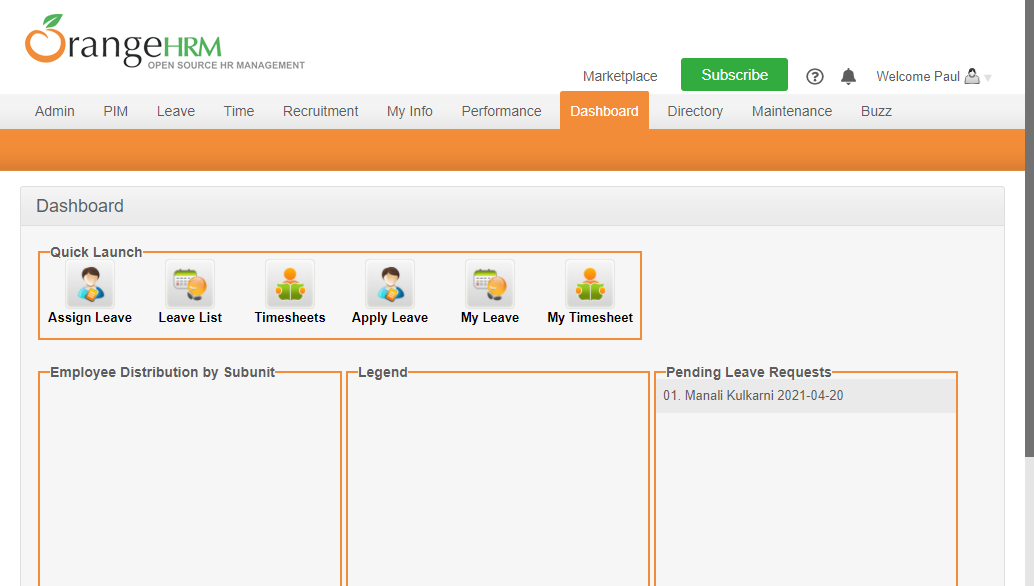 OrangeHRM
OPEN SOURCE HR MANAGEMENT
Marketplace Subscribe ? Welcome Paul
Admin PIM Leave Time Recruitment My Info Performance Dashboard Directory Maintenance Buzz
Dashboard
Quick Launch
Assign Leave Leave List Timesheets Apply Leave My Leave My Timesheet
Employee Distribution by Subunit Legend Pending Leave Requests
01. Manali Kulkarni 2021-04-20